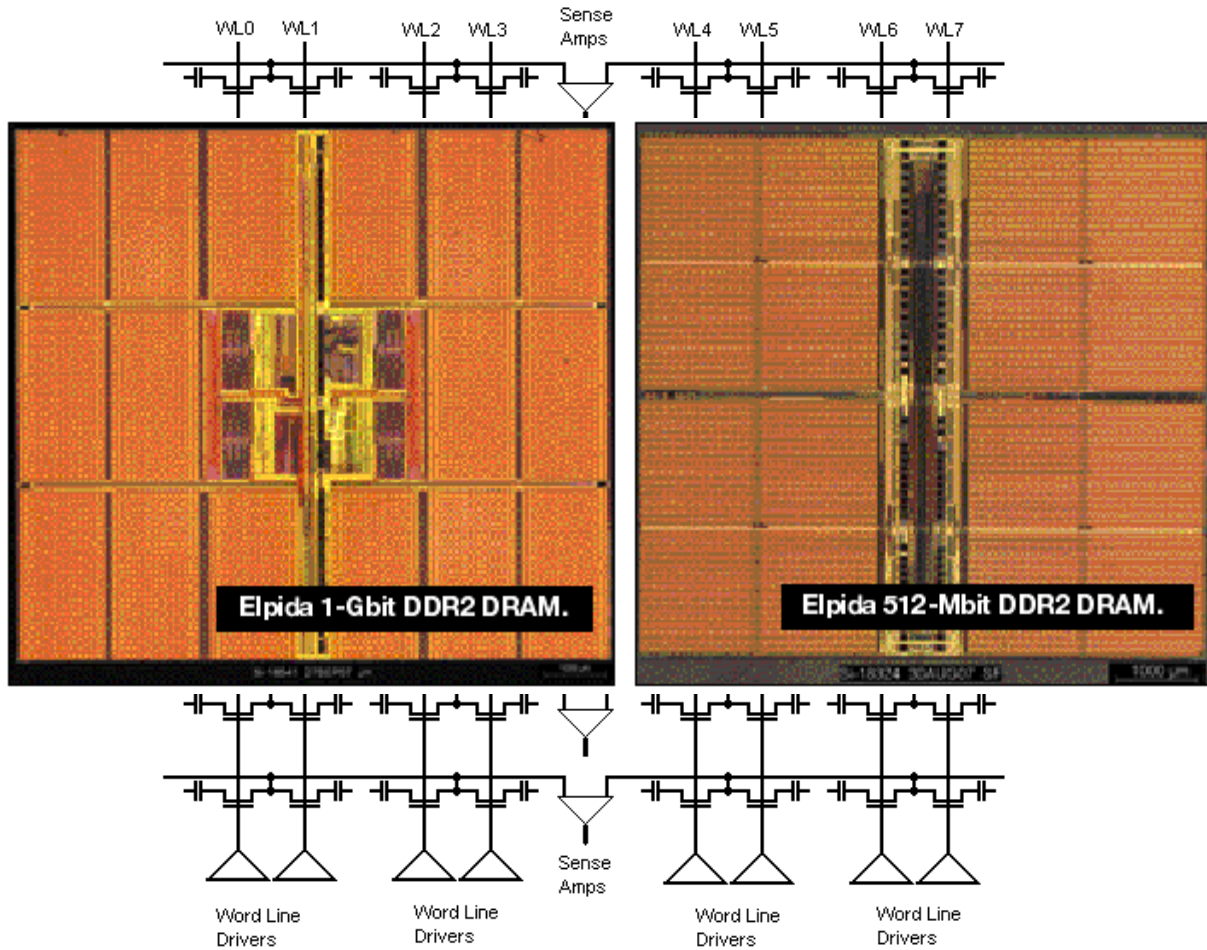 WL0 WL1 WL2 WL3 Sense WL4 WL5 WL6 WL7
Amps
Elpida 1-Gbit DDR2 DRAM.
Elpida 512-Mbit DDR2 DRAM.
1000 µm
Sense
Amps
Word Line Word Line Word Line Word Line
Drivers Drivers Drivers Drivers